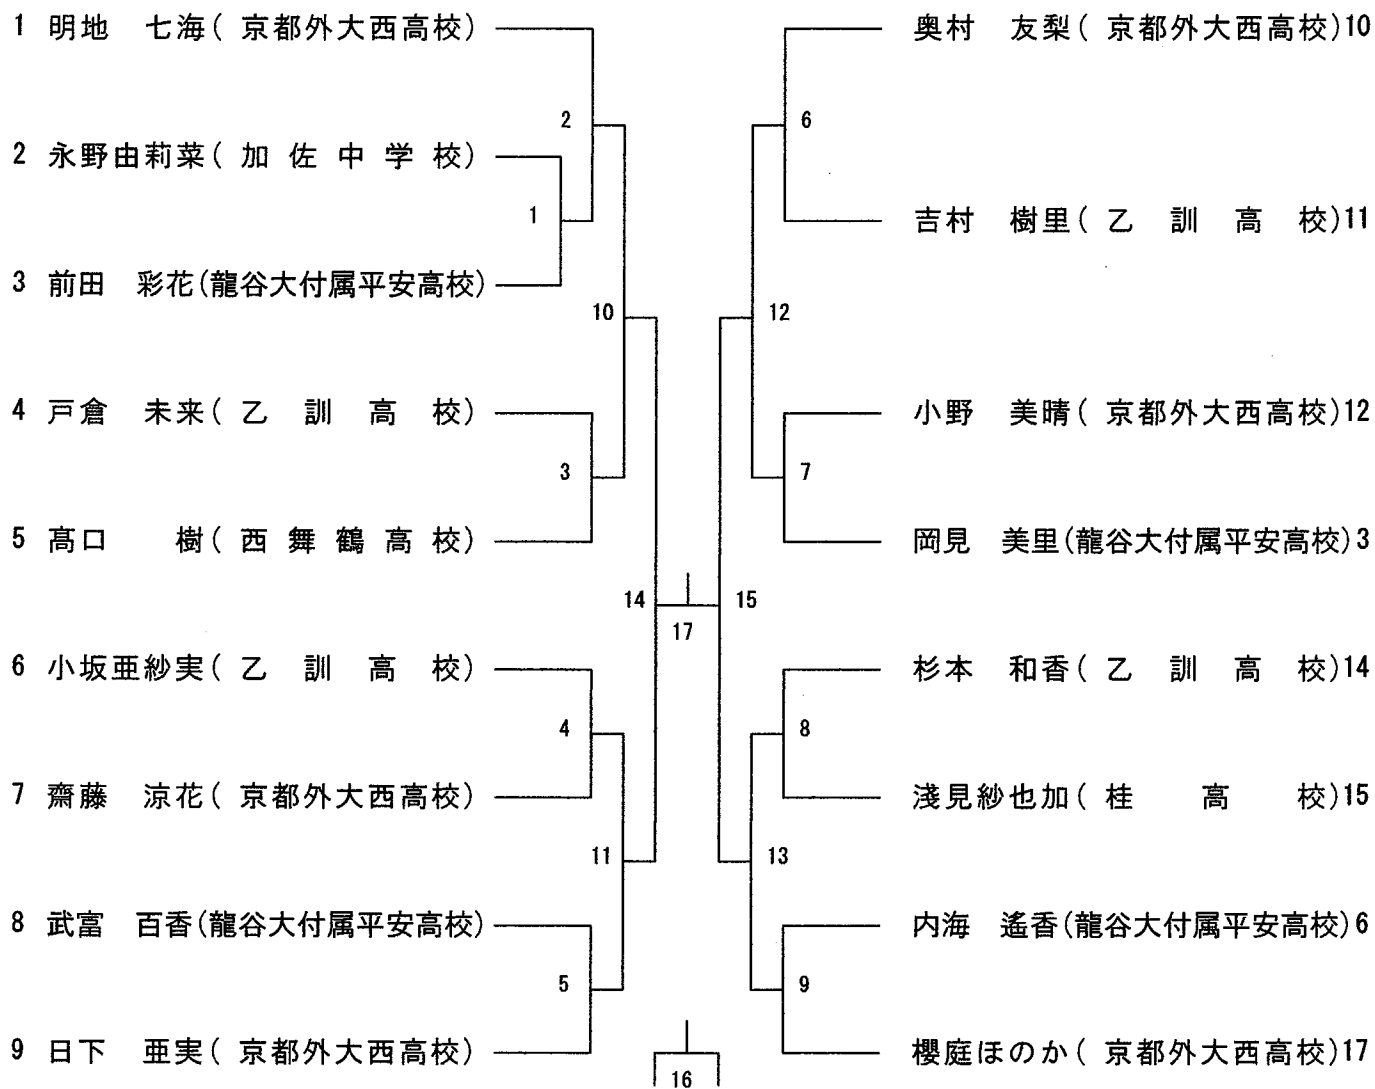 1 明地 七海( 京都外大西高校)
2
2 永野由莉菜( 加 佐 中 学 校)
1
3 前田 彩花(龍谷大付属平安高校)
10
4 戸倉 未来( 乙 訓 高 校)
3
5 髙口 樹( 西 舞 鶴 高 校)
14
6 小坂亜紗実( 乙 訓 高 校)
4
7 齋藤 涼花( 京都外大西高校)
11
8 武富 百香(龍谷大付属平安高校)
5
9 日下 亜実( 京都外大西高校)
17
16
奥村 友梨( 京都外大西高校)10
6
吉村 樹里( 乙 訓 高 校)11
12
小野 美晴( 京都外大西高校)12
7
岡見 美里(龍谷大付属平安高校)3
15
杉本 和香( 乙 訓 高 校)14
8
淺見紗也加( 桂 高 校)15
13
内海 遙香(龍谷大付属平安高校)6
9
櫻庭ほのか( 京都外大西高校)17